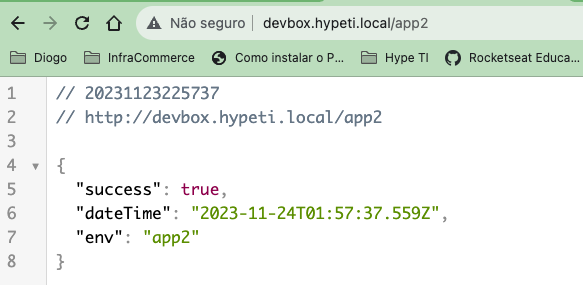 Não seguro | devbox.hypeti.local/app2
Diogo InfraCommerce Como instalar o P... Hype TI Rocketseat Educa...
1 // 20231123225737
2 // http://devbox.hypeti.local/app2
3
4 {
5 "success": true,
6 "dateTime": "2023-11-24T01:57:37.559Z",
7 "env": "app2"
8 }